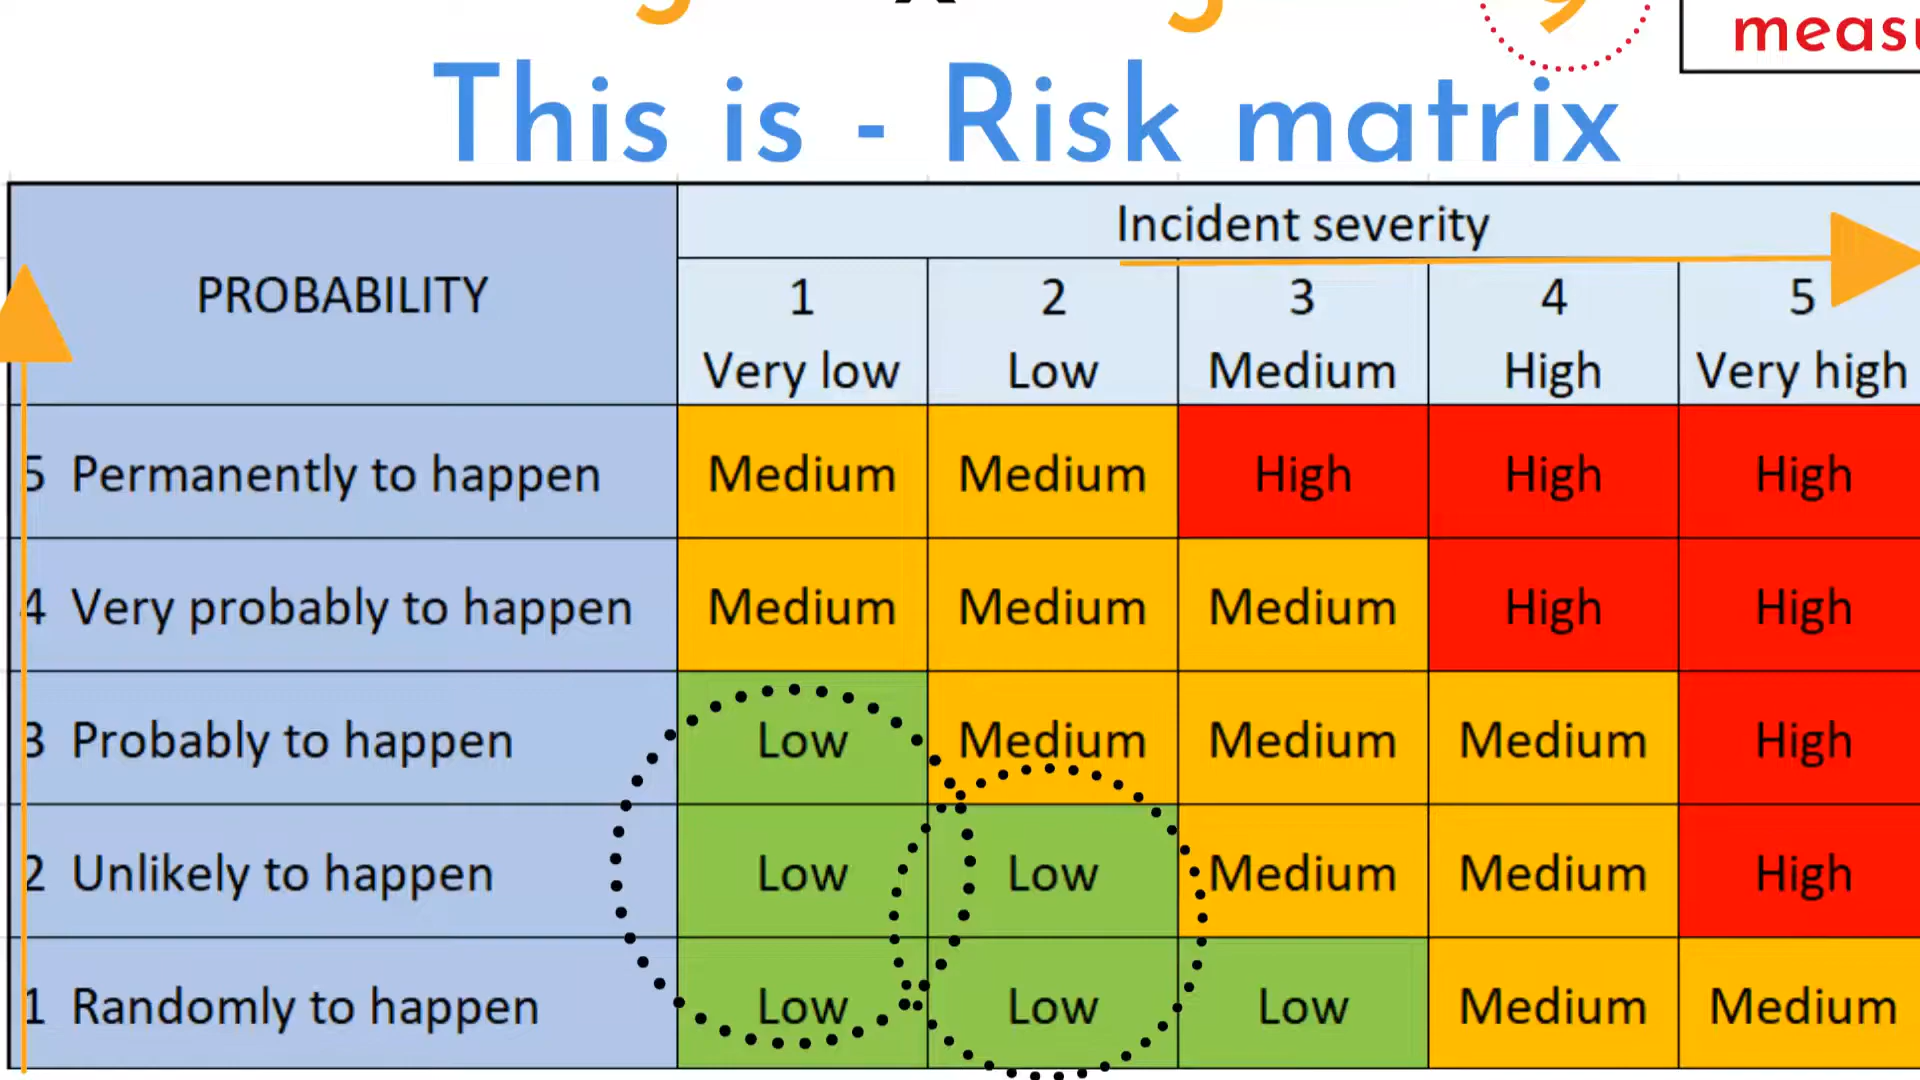 This is - Risk matrix
PROBABILITY
Incident severity
1 2 3 4 5
Very low Low Medium High Very high
5 Permanently to happen Medium Medium High High High
4 Very probably to happen Medium Medium Medium High High
3 Probably to happen Low Medium Medium Medium High
2 Unlikely to happen Low Low Medium Medium High
1 Randomly to happen Low Low Low Medium Medium